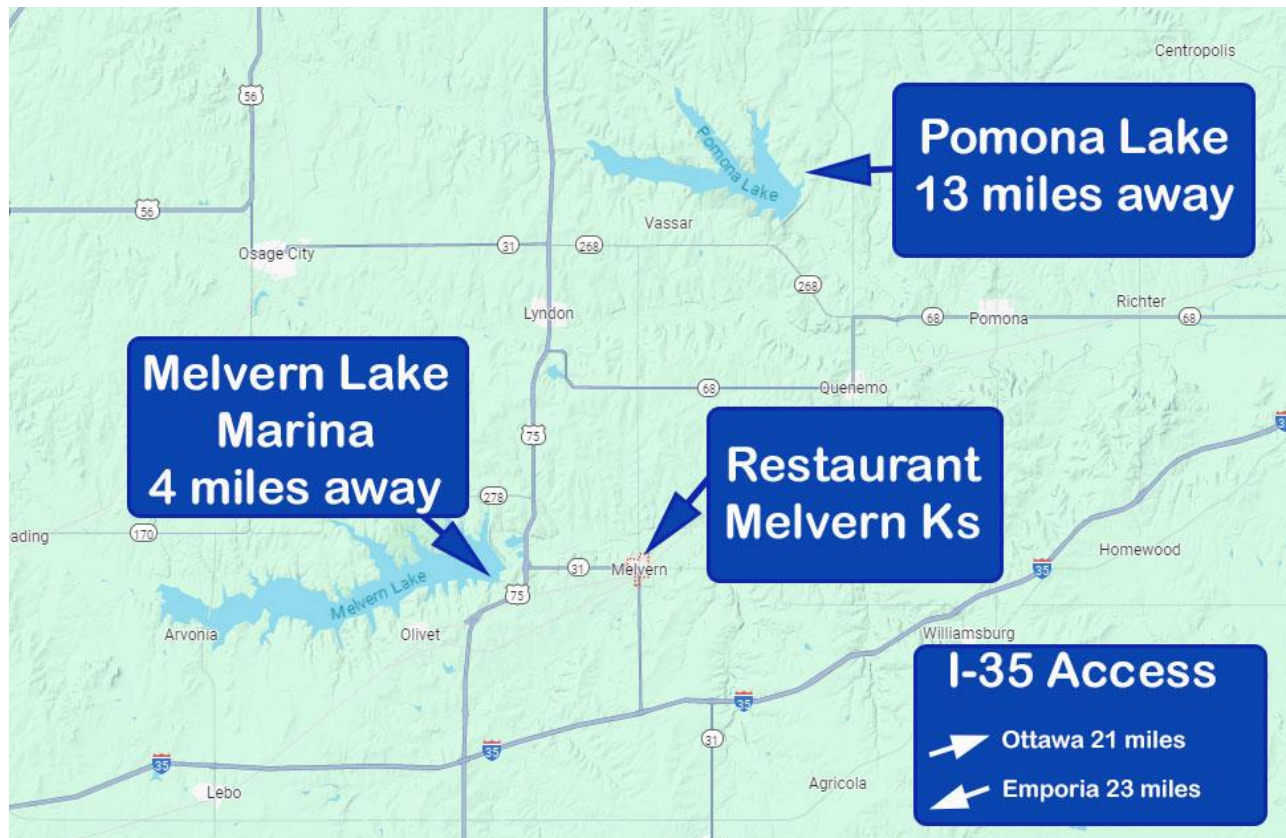 Centropolis
56
Pomona Lake
13 miles away
Pomona Lake
56
Vassar
Osage City
31
268
268
Richter
Lyndon
68
Pomona
68
Melvern Lake
Marina
4 miles away
68
Quenemo
Restaurant
Melvern Ks
35
75
278
170
ading
Homewood
31
Melvern
35
Melvern Lake
75
Arvonia
Olivet
Williamsburg
I-35 Access
Ottawa 21 miles
Emporia 23 miles
35
31
35
35
Lebo
Agricola